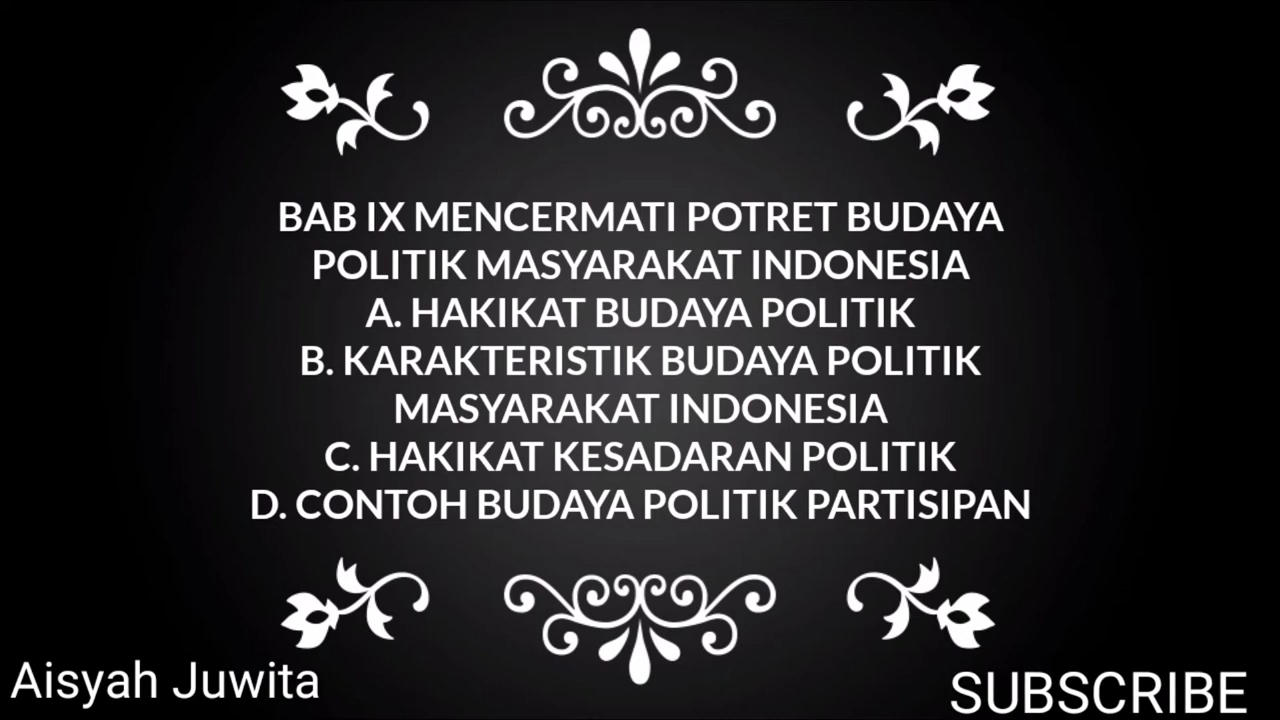 BAB IX MENCERMATI POTRET BUDAYA
POLITIK MASYARAKAT INDONESIA
A. HAKIKAT BUDAYA POLITIK
B. KARAKTERISTIK BUDAYA POLITIK
MASYARAKAT INDONESIA
C. HAKIKAT KESADARAN POLITIK
D. CONTOH BUDAYA POLITIK PARTISIPAN
Aisyah Juwita
SUBSCRIBE